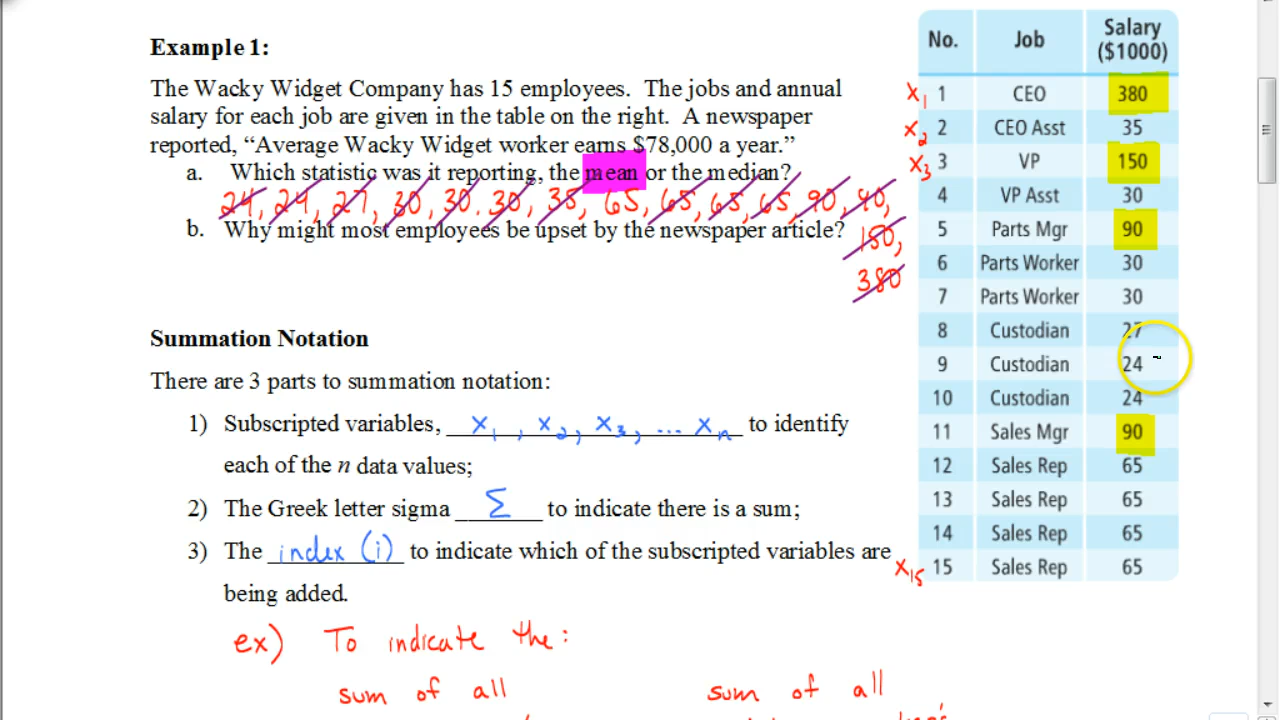 Example 1:
The Wacky Widget Company has 15 employees. The jobs and annual
salary for each job are given in the table on the right. A newspaper
reported, “Average Wacky Widget worker earns $78,000 a year.”
a. Which statistic was it reporting, the mean or the median?
24, 24, 27, 30, 30, 30, 35, 65, 65, 65, 65, 90, 90,
150,
380
b. Why might most employees be upset by the newspaper article?
Summation Notation
There are 3 parts to summation notation:
1) Subscripted variables, x1, x2, x3, ... xn to identify
each of the n data values;
2) The Greek letter sigma Σ to indicate there is a sum;
3) The index (i) to indicate which of the subscripted variables are
being added.
ex) To indicate the:
sum of all
sum of all
No. Job Salary
($1000)
x1 1 CEO 380
x2 2 CEO Asst 35
x3 3 VP 150
4 VP Asst 30
5 Parts Mgr 90
6 Parts Worker 30
7 Parts Worker 30
8 Custodian 27
9 Custodian 24
10 Custodian 24
11 Sales Mgr 90
12 Sales Rep 65
13 Sales Rep 65
14 Sales Rep 65
x15 15 Sales Rep 65